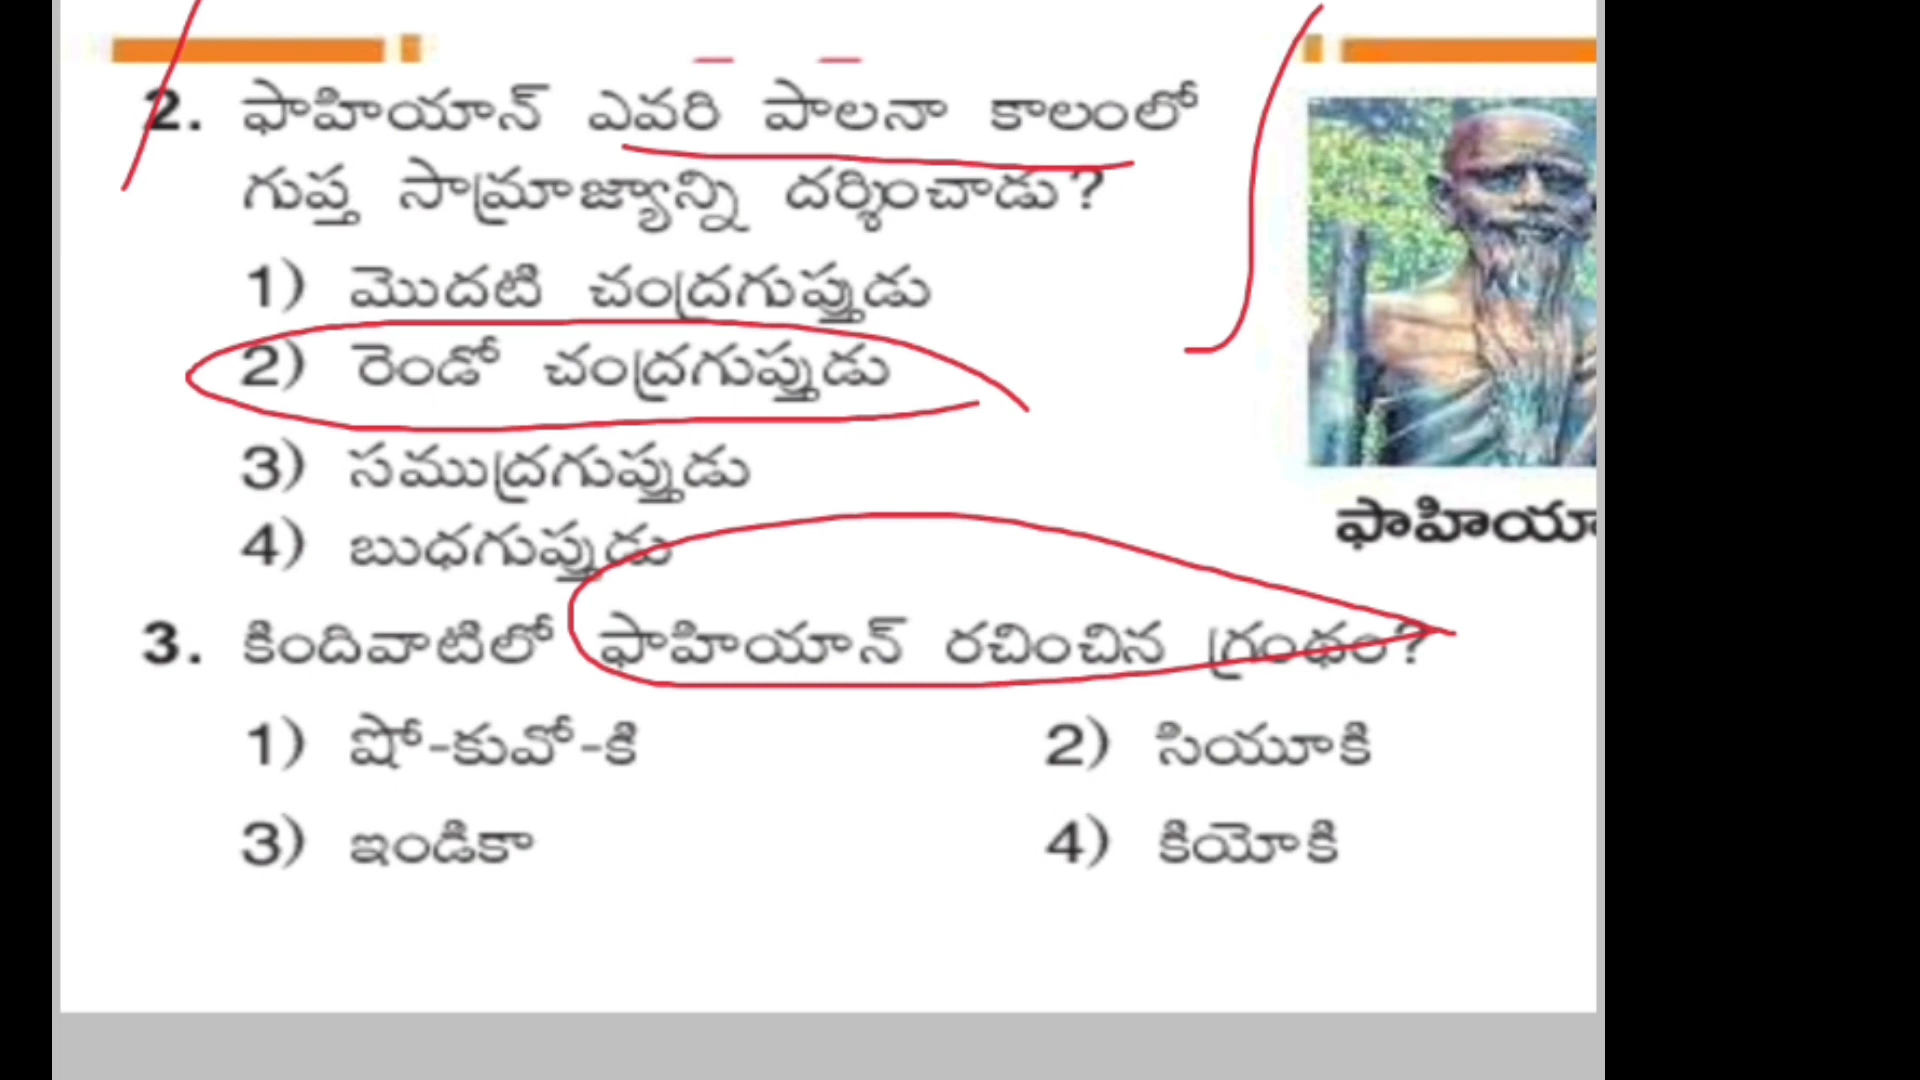 2. ఫాహియాన్ ఎవరి పాలనా కాలంలో
గుప్త సామ్రాజ్యాన్ని దర్శించాడు?
1) మొదటి చంద్రగుప్తుడు
2) రెండో చంద్రగుప్తుడు
3) సముద్రగుప్తుడు
4) బుధగుప్తుడు
ఫాహియా
3. కిందివాటిలో ఫాహియాన్ రచించిన గ్రంథం?
1) షో-కువో-కి 2) సియూకి
3) ఇండికా 4) కియోకి